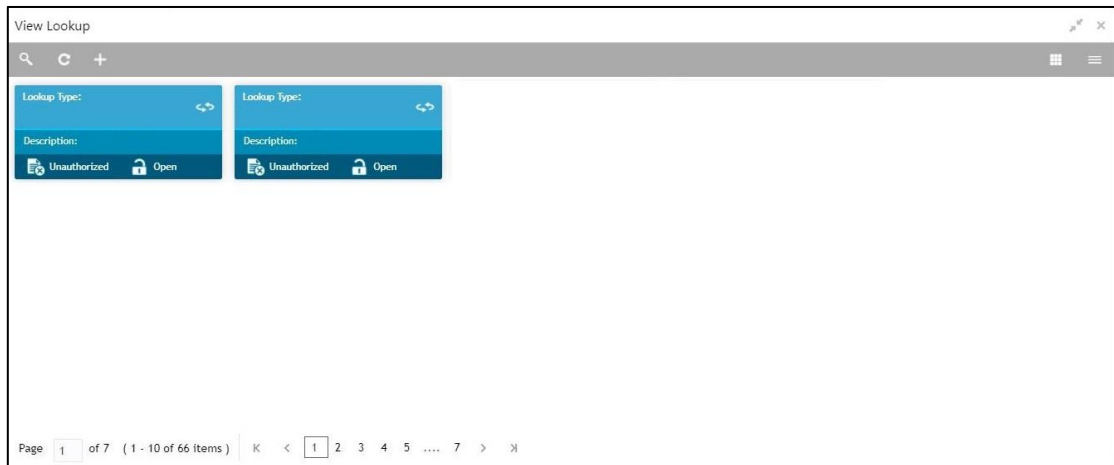 View Lookup
Lookup Type:
Description:
Unauthorized Open
Lookup Type:
Description:
Unauthorized Open
Page 1 of 7 ( 1 - 10 of 66 items ) K < 1 2 3 4 5 .... 7 >